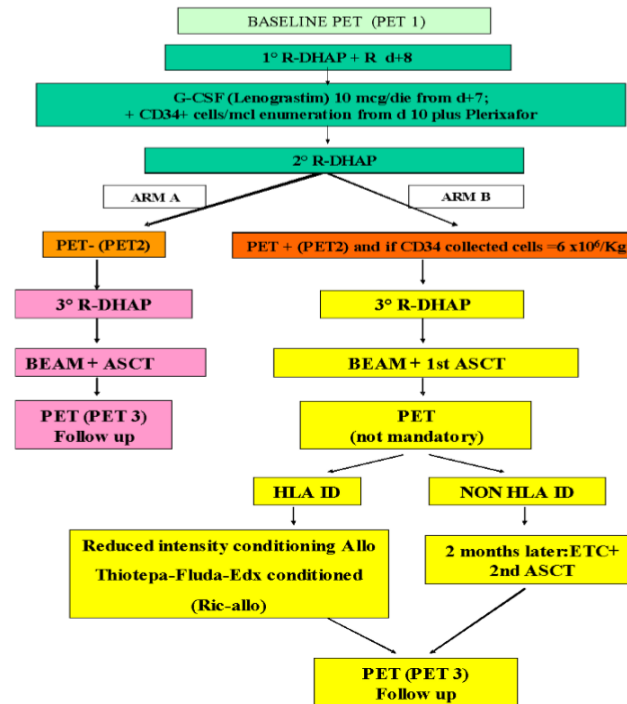 BASELINE PET (PET 1)
1° R-DHAP + R d+8
G-CSF (Lenograstim) 10 mcg/die from d+7;
+ CD34+ cells/mcl enumeration from d 10 plus Plerixafor
2° R-DHAP
ARM A
ARM B
PET- (PET2)
PET + (PET2) and if CD34 collected cells =6 x10⁶/Kg
3° R-DHAP
3° R-DHAP
BEAM + ASCT
BEAM + 1st ASCT
PET (PET 3)
Follow up
PET
(not mandatory)
HLA ID
NON HLA ID
Reduced intensity conditioning Allo
Thiotepa-Fluda-Edx conditioned
(Ric-allo)
2 months later:ETC+
2nd ASCT
PET (PET 3)
Follow up